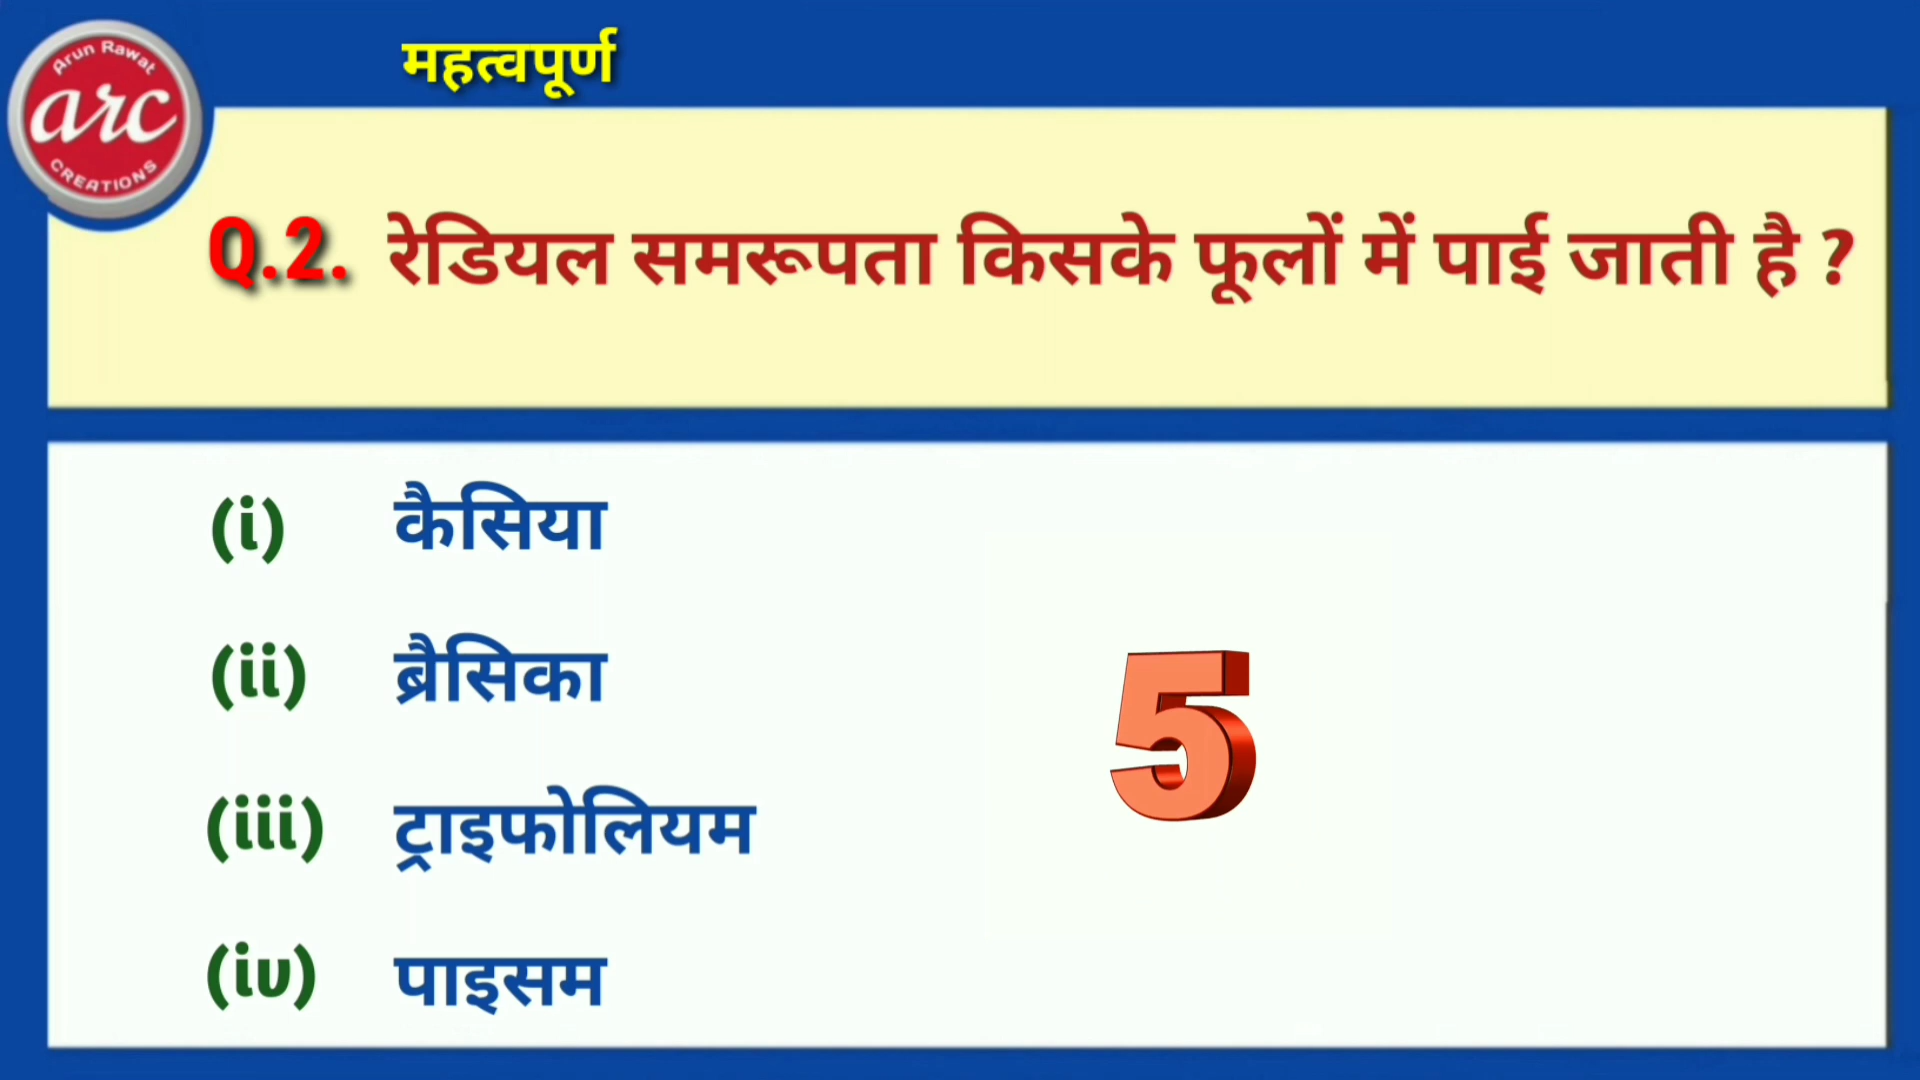 महत्वपूर्ण
Arun Rawat
arc
CREATIONS
Q.2. रेडियल समरूपता किसके फूलों में पाई जाती है ?
(i) कैसिया
(ii) ब्रैसिका
(iii) ट्राइफोलियम
(iv) पाइसम
5